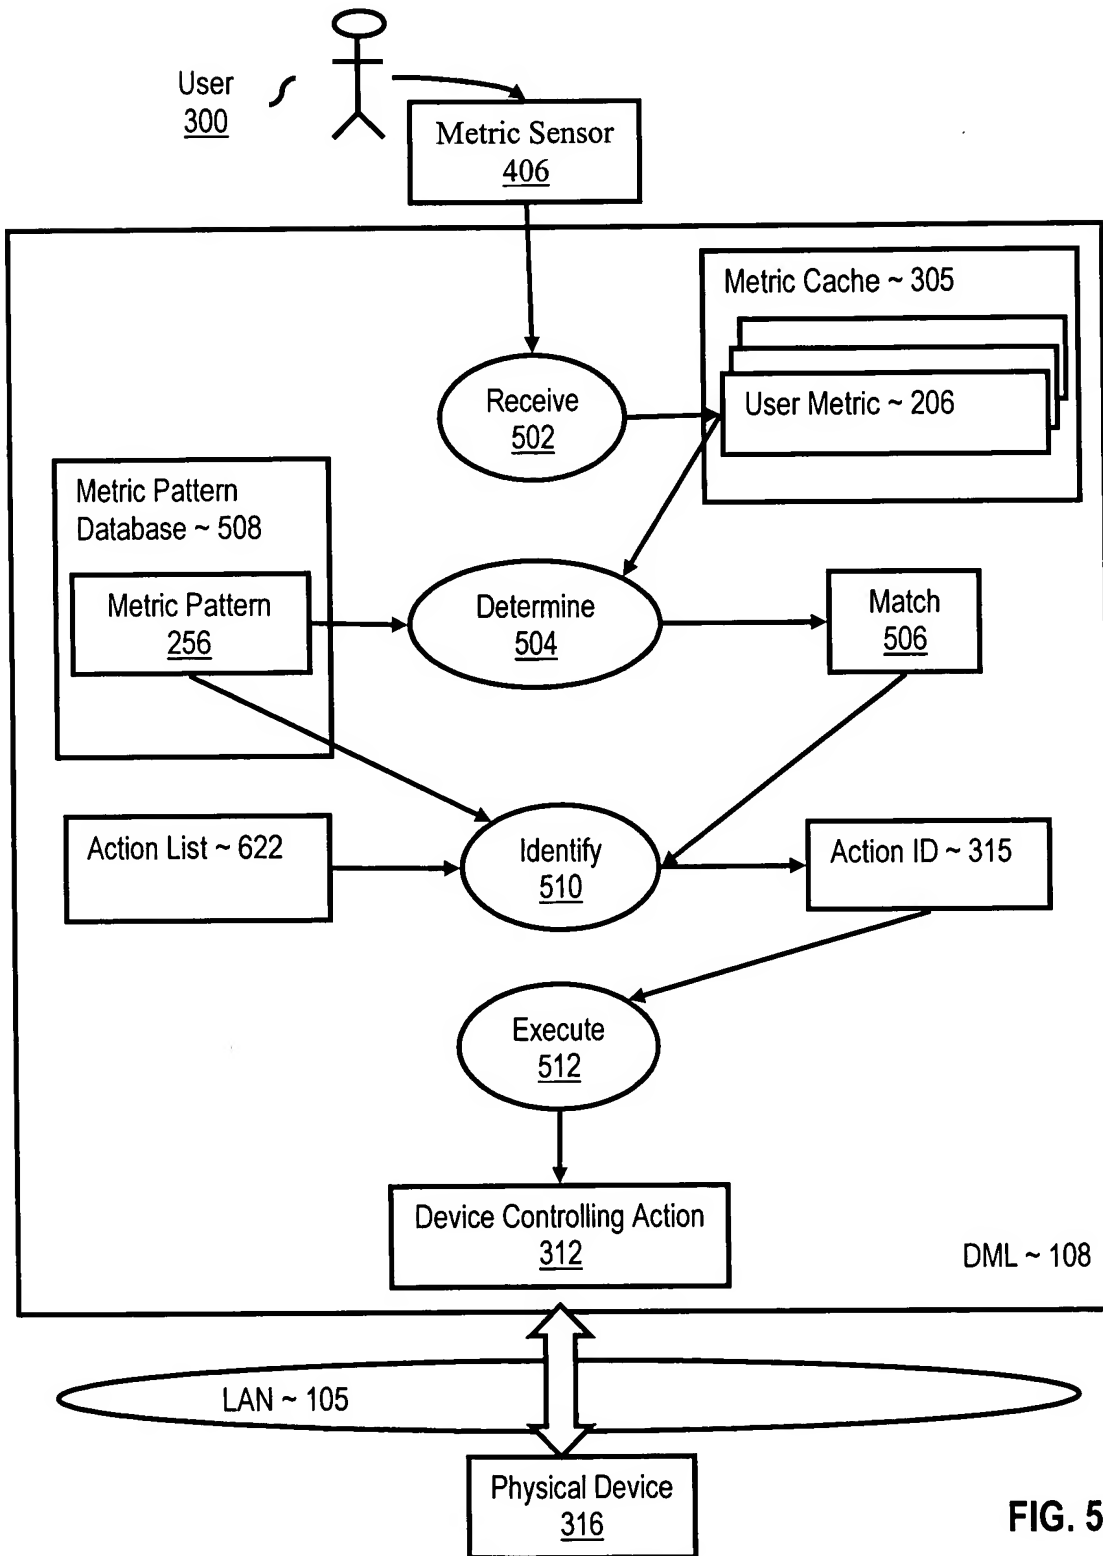 User
300
Metric Sensor
406
Metric Cache ~ 305
User Metric ~ 206
Receive
502
Metric Pattern
Database ~ 508
Metric Pattern
256
Determine
504
Match
506
Action List ~ 622
Identify
510
Action ID ~ 315
Execute
512
Device Controlling Action
312
DML ~ 108
LAN ~ 105
Physical Device
316
FIG. 5